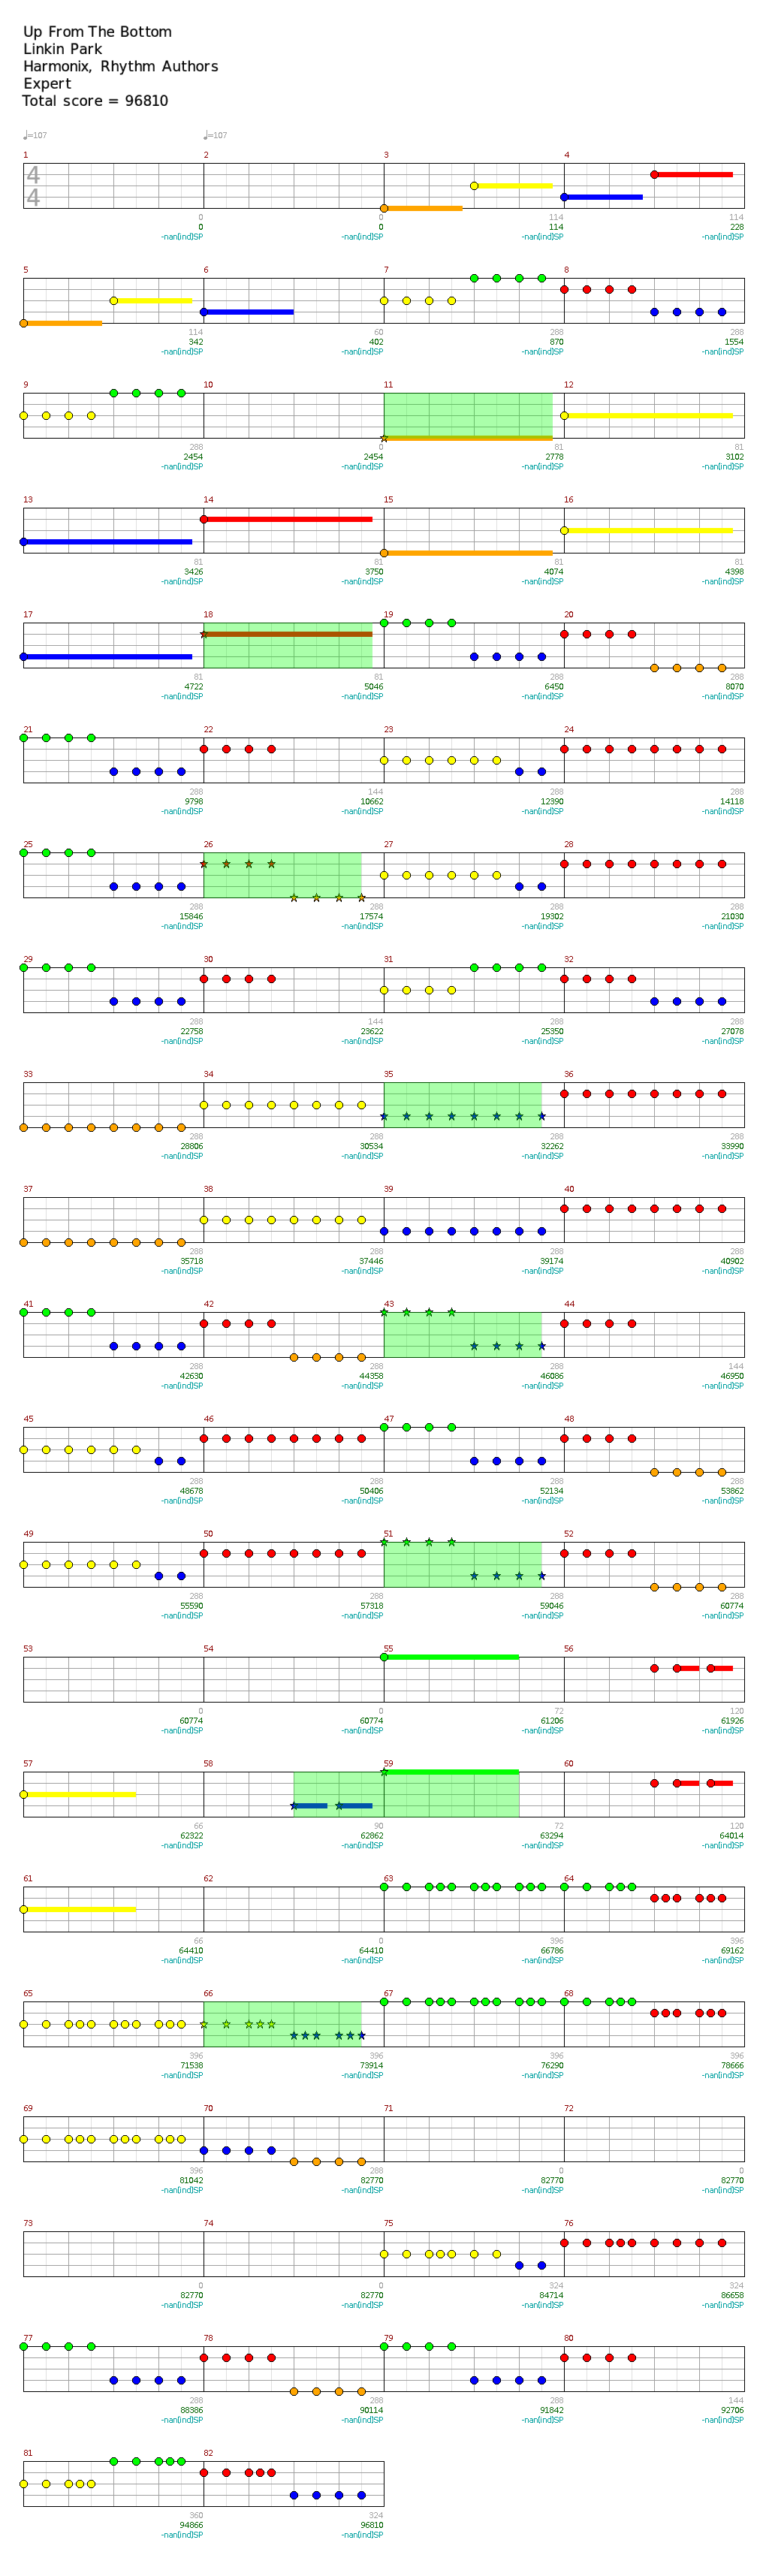 Up From The Bottom
Linkin Park
Harmonix, Rhythm Authors
Expert
Total score = 96810
♩=107 ♩=107
1 2 3 4
4
4
0 0 114 114
0 0 114 228
-nan(ind)SP -nan(ind)SP -nan(ind)SP -nan(ind)SP
5 6 7 8
114 60 288 288
342 402 870 1554
-nan(ind)SP -nan(ind)SP -nan(ind)SP -nan(ind)SP
9 10 11 12
288 0 81 81
2454 2454 2778 3102
-nan(ind)SP -nan(ind)SP -nan(ind)SP -nan(ind)SP
13 14 15 16
81 81 81 81
3426 3750 4074 4398
-nan(ind)SP -nan(ind)SP -nan(ind)SP -nan(ind)SP
17 18 19 20
81 81 288 288
4722 5046 6450 8070
-nan(ind)SP -nan(ind)SP -nan(ind)SP -nan(ind)SP
21 22 23 24
288 144 288 288
9798 10662 12390 14118
-nan(ind)SP -nan(ind)SP -nan(ind)SP -nan(ind)SP
25 26 27 28
288 288 288 288
15846 17574 19302 21030
-nan(ind)SP -nan(ind)SP -nan(ind)SP -nan(ind)SP
29 30 31 32
288 144 288 288
22758 23622 25350 27078
-nan(ind)SP -nan(ind)SP -nan(ind)SP -nan(ind)SP
33 34 35 36
288 288 288 288
28806 30534 32262 33990
-nan(ind)SP -nan(ind)SP -nan(ind)SP -nan(ind)SP
37 38 39 40
288 288 288 288
35718 37446 39174 40902
-nan(ind)SP -nan(ind)SP -nan(ind)SP -nan(ind)SP
41 42 43 44
288 288 288 144
42630 44358 46086 46950
-nan(ind)SP -nan(ind)SP -nan(ind)SP -nan(ind)SP
45 46 47 48
288 288 288 288
48678 50406 52134 53862
-nan(ind)SP -nan(ind)SP -nan(ind)SP -nan(ind)SP
49 50 51 52
288 288 288 288
55590 57318 59046 60774
-nan(ind)SP -nan(ind)SP -nan(ind)SP -nan(ind)SP
53 54 55 56
0 0 72 120
60774 60774 61206 61926
-nan(ind)SP -nan(ind)SP -nan(ind)SP -nan(ind)SP
57 58 59 60
66 90 72 120
62322 62862 63294 64014
-nan(ind)SP -nan(ind)SP -nan(ind)SP -nan(ind)SP
61 62 63 64
66 0 396 396
64410 64410 66786 69162
-nan(ind)SP -nan(ind)SP -nan(ind)SP -nan(ind)SP
65 66 67 68
396 396 396 396
71538 73914 76290 78666
-nan(ind)SP -nan(ind)SP -nan(ind)SP -nan(ind)SP
69 70 71 72
396 288 0 0
81042 82770 82770 82770
-nan(ind)SP -nan(ind)SP -nan(ind)SP -nan(ind)SP
73 74 75 76
0 0 324 324
82770 82770 84714 86658
-nan(ind)SP -nan(ind)SP -nan(ind)SP -nan(ind)SP
77 78 79 80
288 288 288 144
88386 90114 91842 92706
-nan(ind)SP -nan(ind)SP -nan(ind)SP -nan(ind)SP
81 82
360 324
94866 96810
-nan(ind)SP -nan(ind)SP